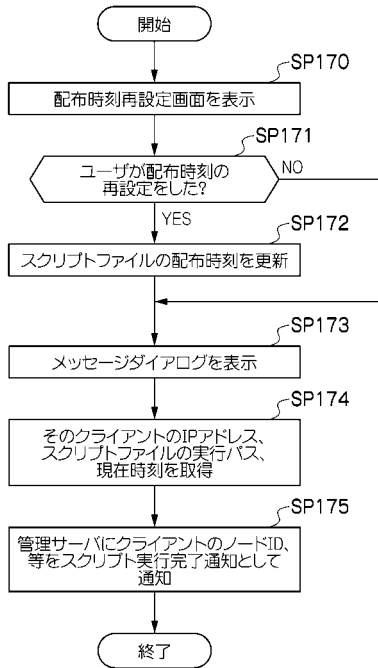 開始
SP170
配布時刻再設定画面を表示
SP171
ユーザが配布時刻の
再設定をした?
NO
YES
SP172
スクリプトファイルの配布時刻を更新
SP173
メッセージダイアログを表示
SP174
そのクライアントのIPアドレス、
スクリプトファイルの実行パス、
現在時刻を取得
SP175
管理サーバにクライアントのノードID、
等をスクリプト実行完了通知として
通知
終了